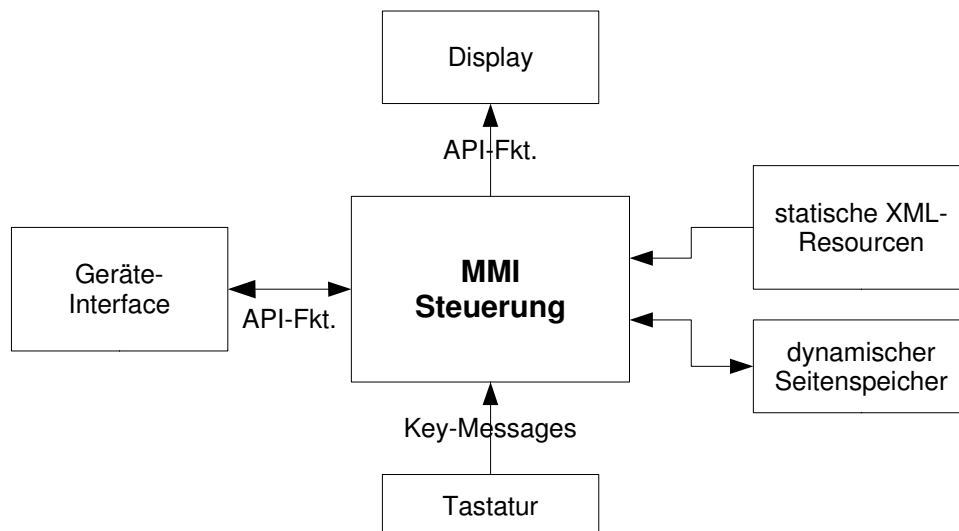 Display
API-Fkt.
statische XML-
Resourcen
Geräte-
Interface
MMI
Steuerung
API-Fkt.
dynamischer
Seitenspeicher
Key-Messages
Tastatur